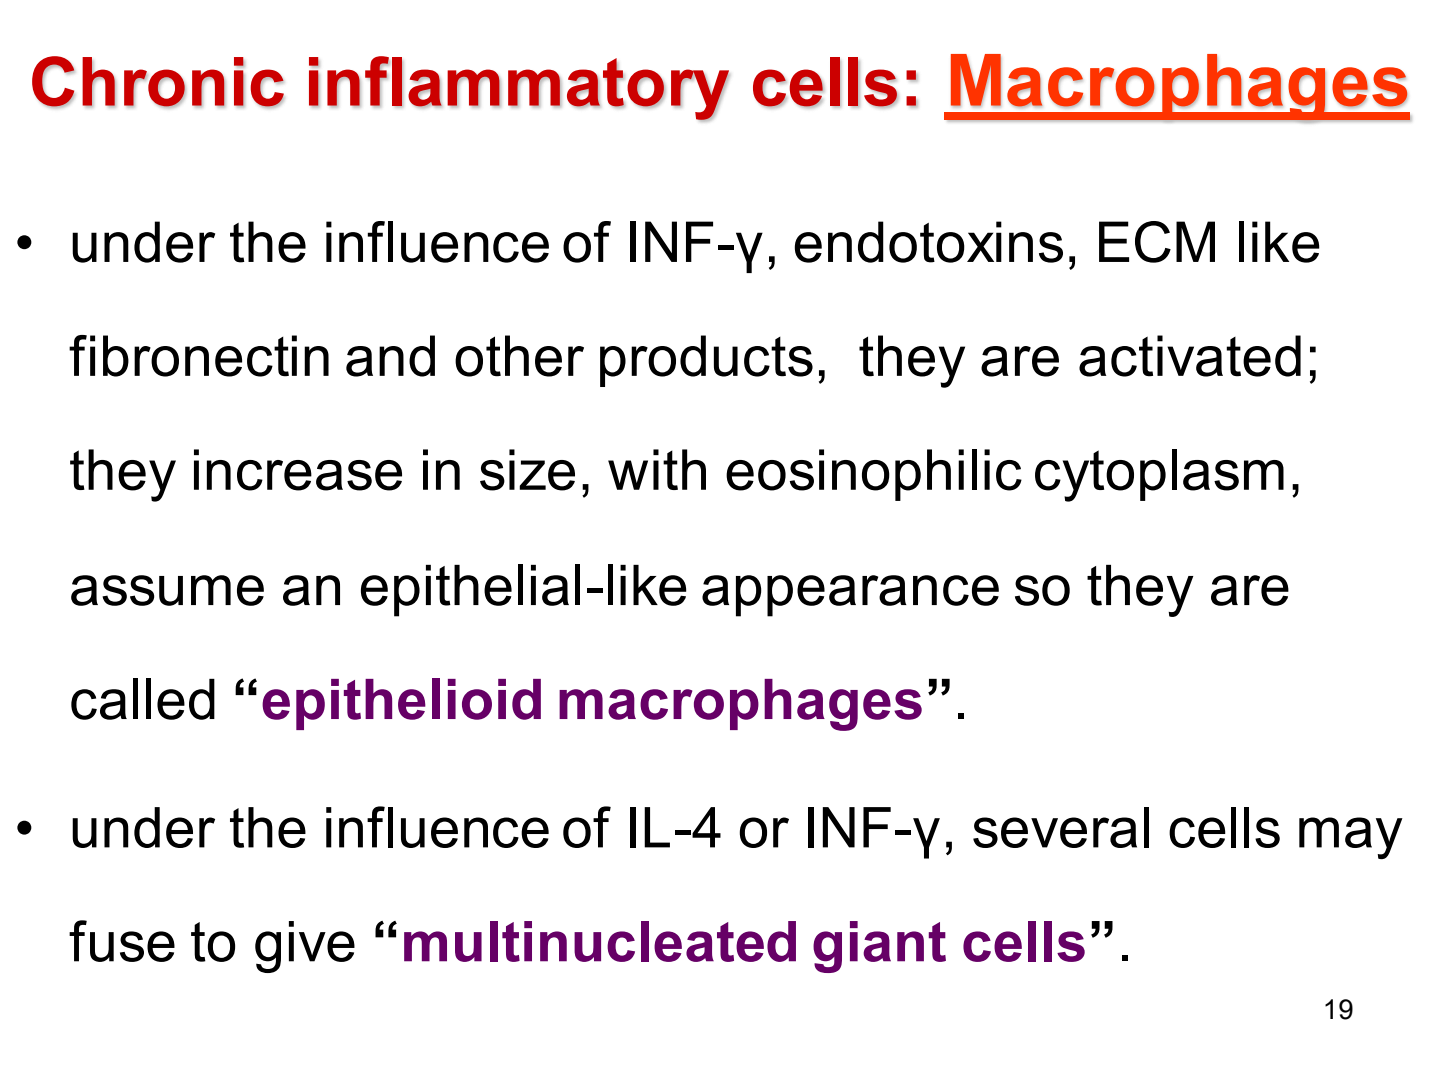 Chronic inflammatory cells: Macrophages
• under the influence of INF-γ, endotoxins, ECM like
fibronectin and other products,  they are activated;
they increase in size, with eosinophilic cytoplasm,
assume an epithelial-like appearance so they are
called “epithelioid macrophages”.
• under the influence of IL-4 or INF-γ, several cells may
fuse to give “multinucleated giant cells”.
19